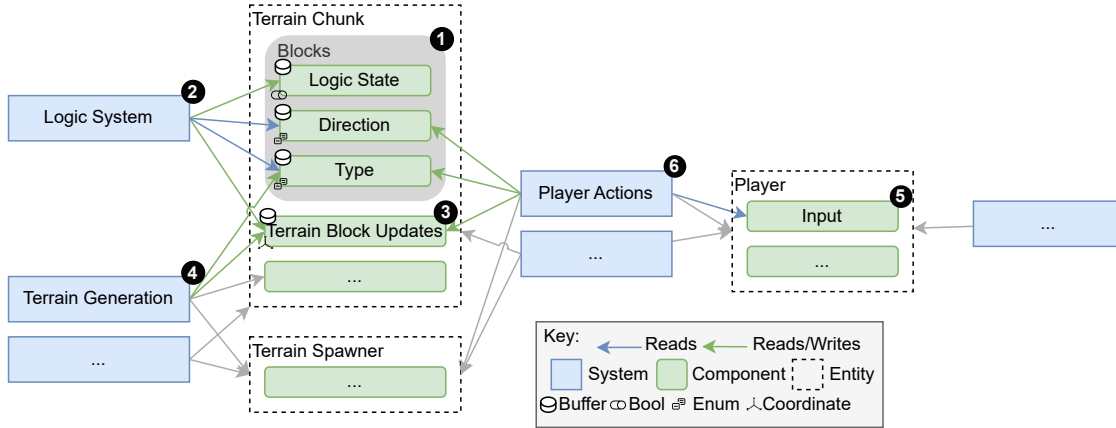 Terrain Chunk
1
Blocks
Logic State
2
Logic System
Direction
Type
6
Player Actions
Player
5
Input
3
Terrain Block Updates
...
...
...
4
Terrain Generation
...
...
Terrain Spawner
...
Key:
Reads
Reads/Writes
System
Component
Entity
Buffer
Bool
Enum
Coordinate